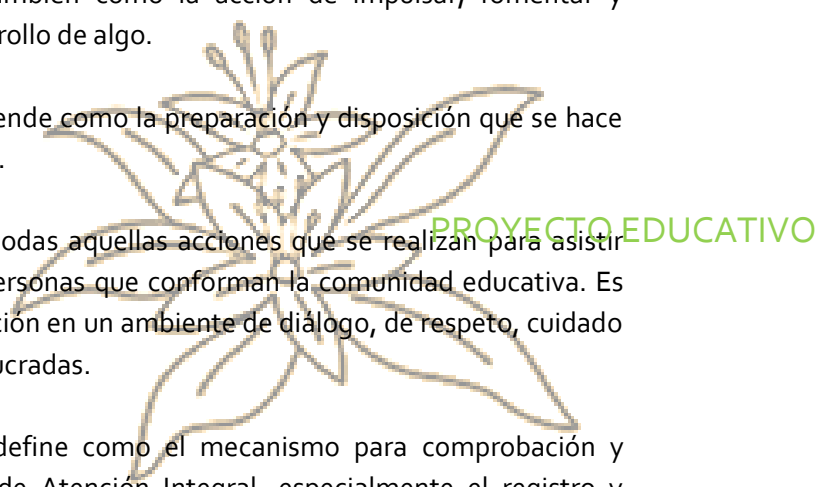 también como la acción de impulsar, fomentar y
rollo de algo.
ende como la preparación y disposición que se hace
.
odas aquellas acciones que se realizan para asistir
PROYECTO EDUCATIVO
ersonas que conforman la comunidad educativa. Es
ción en un ambiente de diálogo, de respeto, cuidado
ucradas.
define como el mecanismo para comprobación y
de Atención Integral, especialmente el registro y